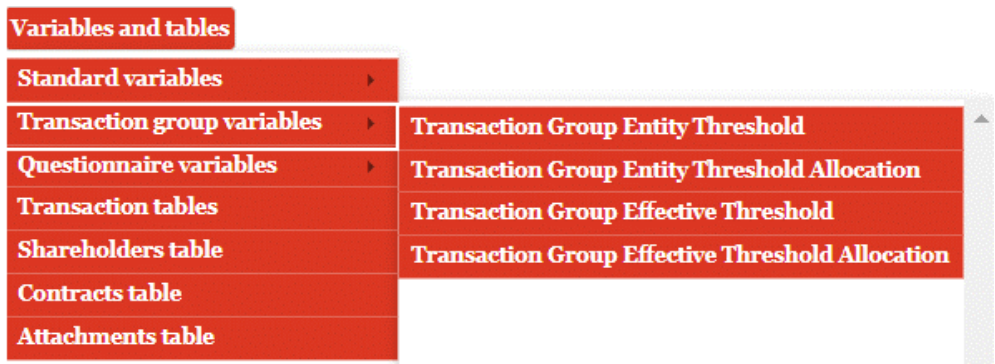 Variables and tables
Standard variables
Transaction group variables
Questionnaire variables
Transaction tables
Shareholders table
Contracts table
Attachments table
Transaction Group Entity Threshold
Transaction Group Entity Threshold Allocation
Transaction Group Effective Threshold
Transaction Group Effective Threshold Allocation